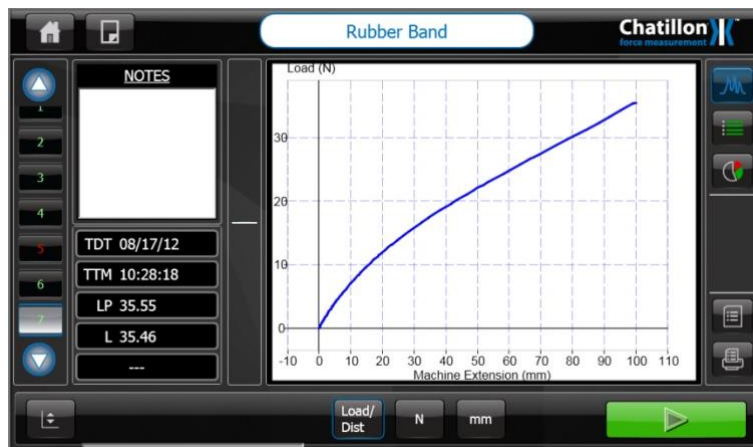 Rubber Band
Chatillon
force measurement
1
2
3
4
5
6
7
NOTES
TDT 08/17/12
TTM 10:28:18
LP 35.55
L 35.46
---
Load (N)
30
20
10
0
-10 0 10 20 30 40 50 60 70 80 90 100 110
Machine Extension (mm)
Load/
Dist
N
mm